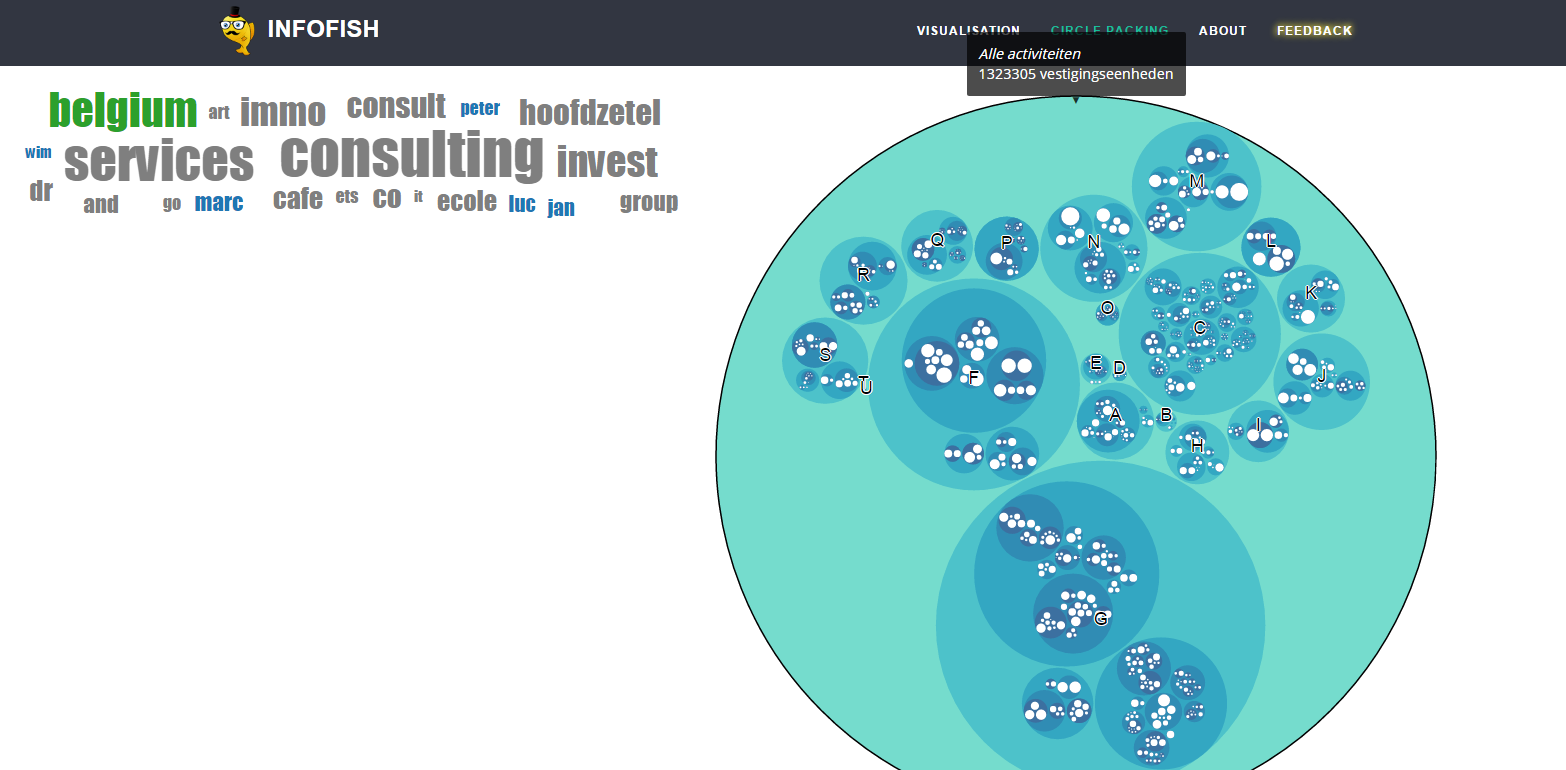 INFOFISH
VISUALISATION CIRCLE PACKING ABOUT FEEDBACK
Alle activiteiten
1323305 vestigingseenheden
belgium art immo consult peter hoofdzetel
wim services consulting invest
dr and go marc cafe ets co it ecole luc jan group
M
Q P N L
R K
O
C
S E D J
T
U F
A B I
H
G